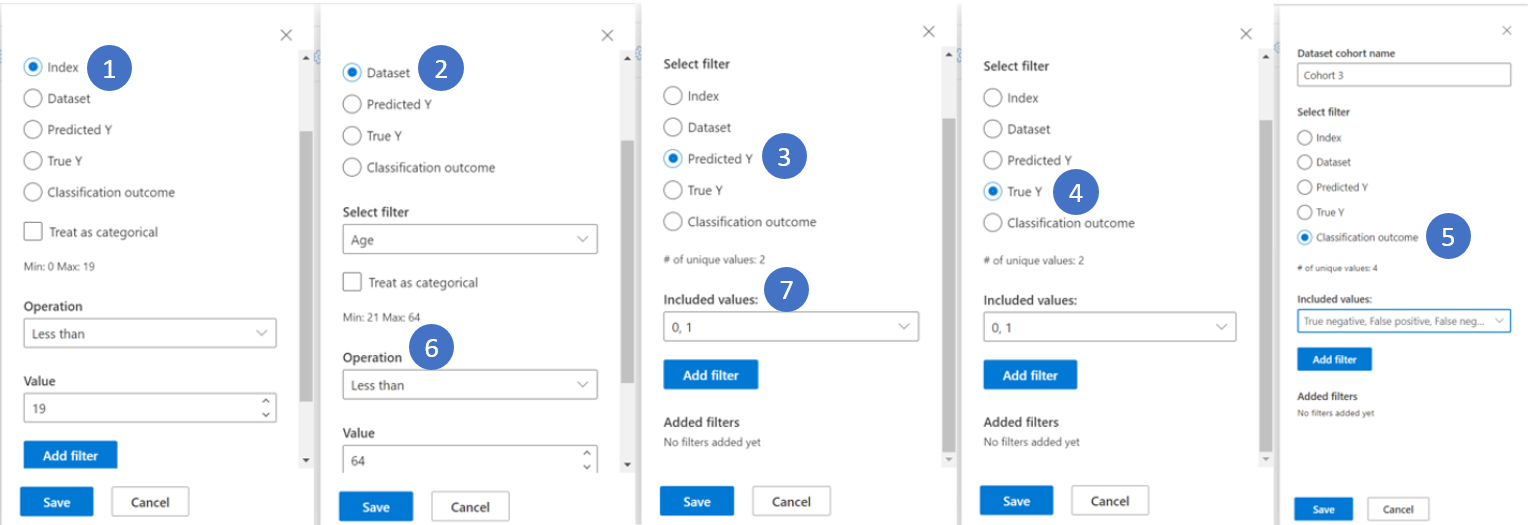 Index
1
Dataset
Predicted Y
True Y
Classification outcome
Treat as categorical
Min: 0 Max: 19
Operation
Less than
Value
19
Add filter
Save
Cancel
Dataset
2
Predicted Y
True Y
Classification outcome
Select filter
Age
Treat as categorical
Min: 21 Max: 64
Operation
6
Less than
Value
64
Save
Cancel
Select filter
Index
Dataset
Predicted Y
3
True Y
Classification outcome
# of unique values: 2
Included values:
7
0, 1
Add filter
Added filters
No filters added yet
Save
Cancel
Select filter
Index
Dataset
Predicted Y
True Y
4
Classification outcome
# of unique values: 2
Included values:
0, 1
Add filter
Added filters
No filters added yet
Save
Cancel
Dataset cohort name
Cohort 3
Select filter
Index
Dataset
Predicted Y
True Y
Classification outcome
5
# of unique values: 4
Included values:
True negative, False positive, False neg...
Add filter
Added filters
No filters added yet
Save
Cancel